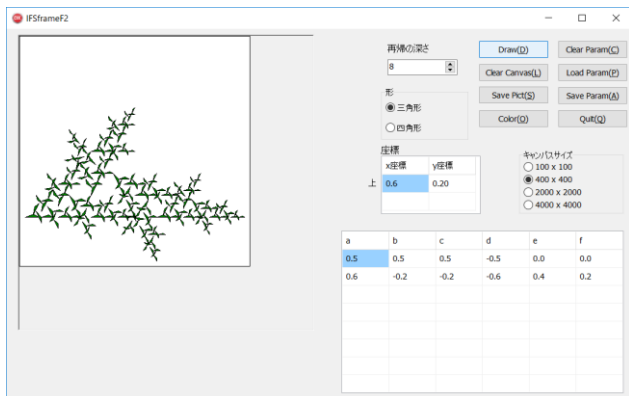 IFSframeF2
再帰の深さ
8
Draw(D)
Clear Param(C)
Clear Canvas(L)
Load Param(P)
Save Pict(S)
Save Param(A)
Color(O)
Quit(Q)
形
三角形
四角形
座標
x座標 y座標
上 0.6 0.20
キャンバスサイズ
100 x 100
400 x 400
2000 x 2000
4000 x 4000
a b c d e f
0.5 0.5 0.5 -0.5 0.0 0.0
0.6 -0.2 -0.2 -0.6 0.4 0.2